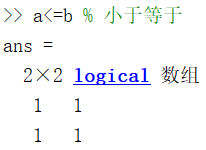 >> a<=b % 小于等于
ans =
2×2 logical 数组
1 1
1 1